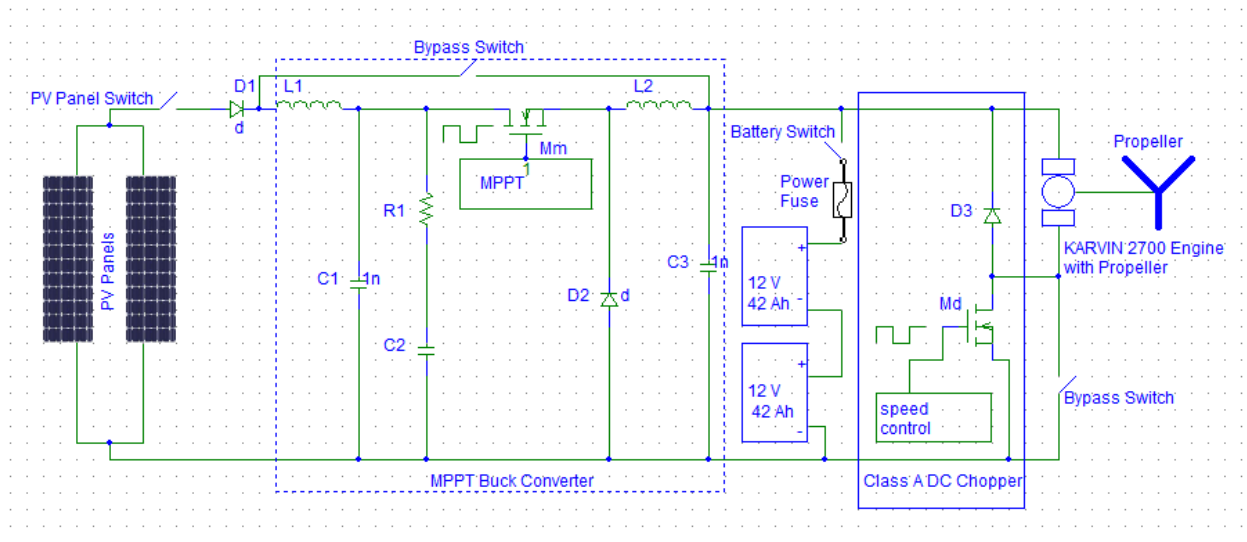 Bypass Switch
PV Panel Switch
D1
d
L1
L2
Mm
1
MPPT
Battery Switch
Power
Fuse
Propeller
PV Panels
R1
C1
1n
C2
D2
d
C3
1n
+
12 V
42 Ah
-
+
12 V
42 Ah
-
D3
Md
KARVIN 2700 Engine
with Propeller
speed
control
Bypass Switch
MPPT Buck Converter
Class A DC Chopper